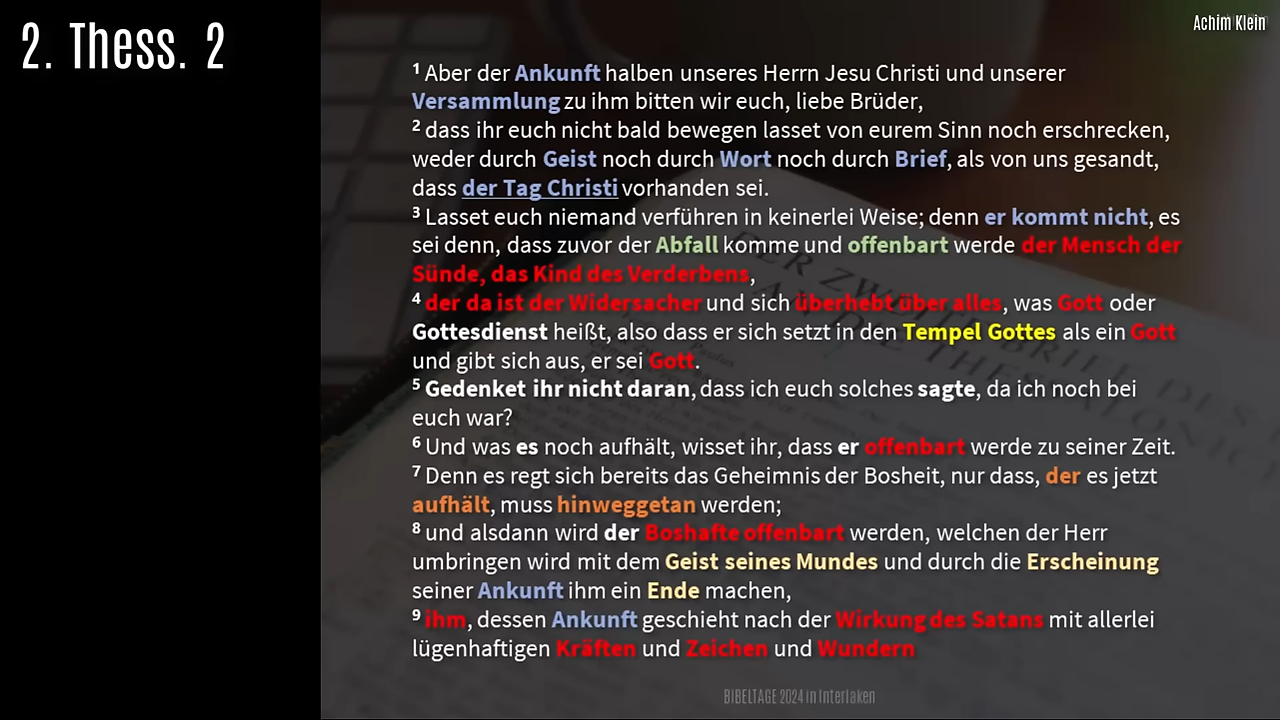 2. Thess. 2
Achim Klein
¹ Aber der Ankunft halben unseres Herrn Jesu Christi und unserer
Versammlung zu ihm bitten wir euch, liebe Brüder,
² dass ihr euch nicht bald bewegen lasset von eurem Sinn noch erschrecken,
weder durch Geist noch durch Wort noch durch Brief, als von uns gesandt,
dass der Tag Christi vorhanden sei.
³ Lasset euch niemand verführen in keinerlei Weise; denn er kommt nicht, es
sei denn, dass zuvor der Abfall komme und offenbart werde der Mensch der
Sünde, das Kind des Verderbens,
⁴ der da ist der Widersacher und sich überhebt über alles, was Gott oder
Gottesdienst heißt, also dass er sich setzt in den Tempel Gottes als ein Gott
und gibt sich aus, er sei Gott.
⁵ Gedenket ihr nicht daran, dass ich euch solches sagte, da ich noch bei
euch war?
⁶ Und was es noch aufhält, wisset ihr, dass er offenbart werde zu seiner Zeit.
⁷ Denn es regt sich bereits das Geheimnis der Bosheit, nur dass, der es jetzt
aufhält, muss hinweggetan werden;
⁸ und alsdann wird der Boshafte offenbart werden, welchen der Herr
umbringen wird mit dem Geist seines Mundes und durch die Erscheinung
seiner Ankunft ihm ein Ende machen,
⁹ ihm, dessen Ankunft geschieht nach der Wirkung des Satans mit allerlei
lügenhaftigen Kräften und Zeichen und Wundern
BIBELTAGE 2024 in Interlaken